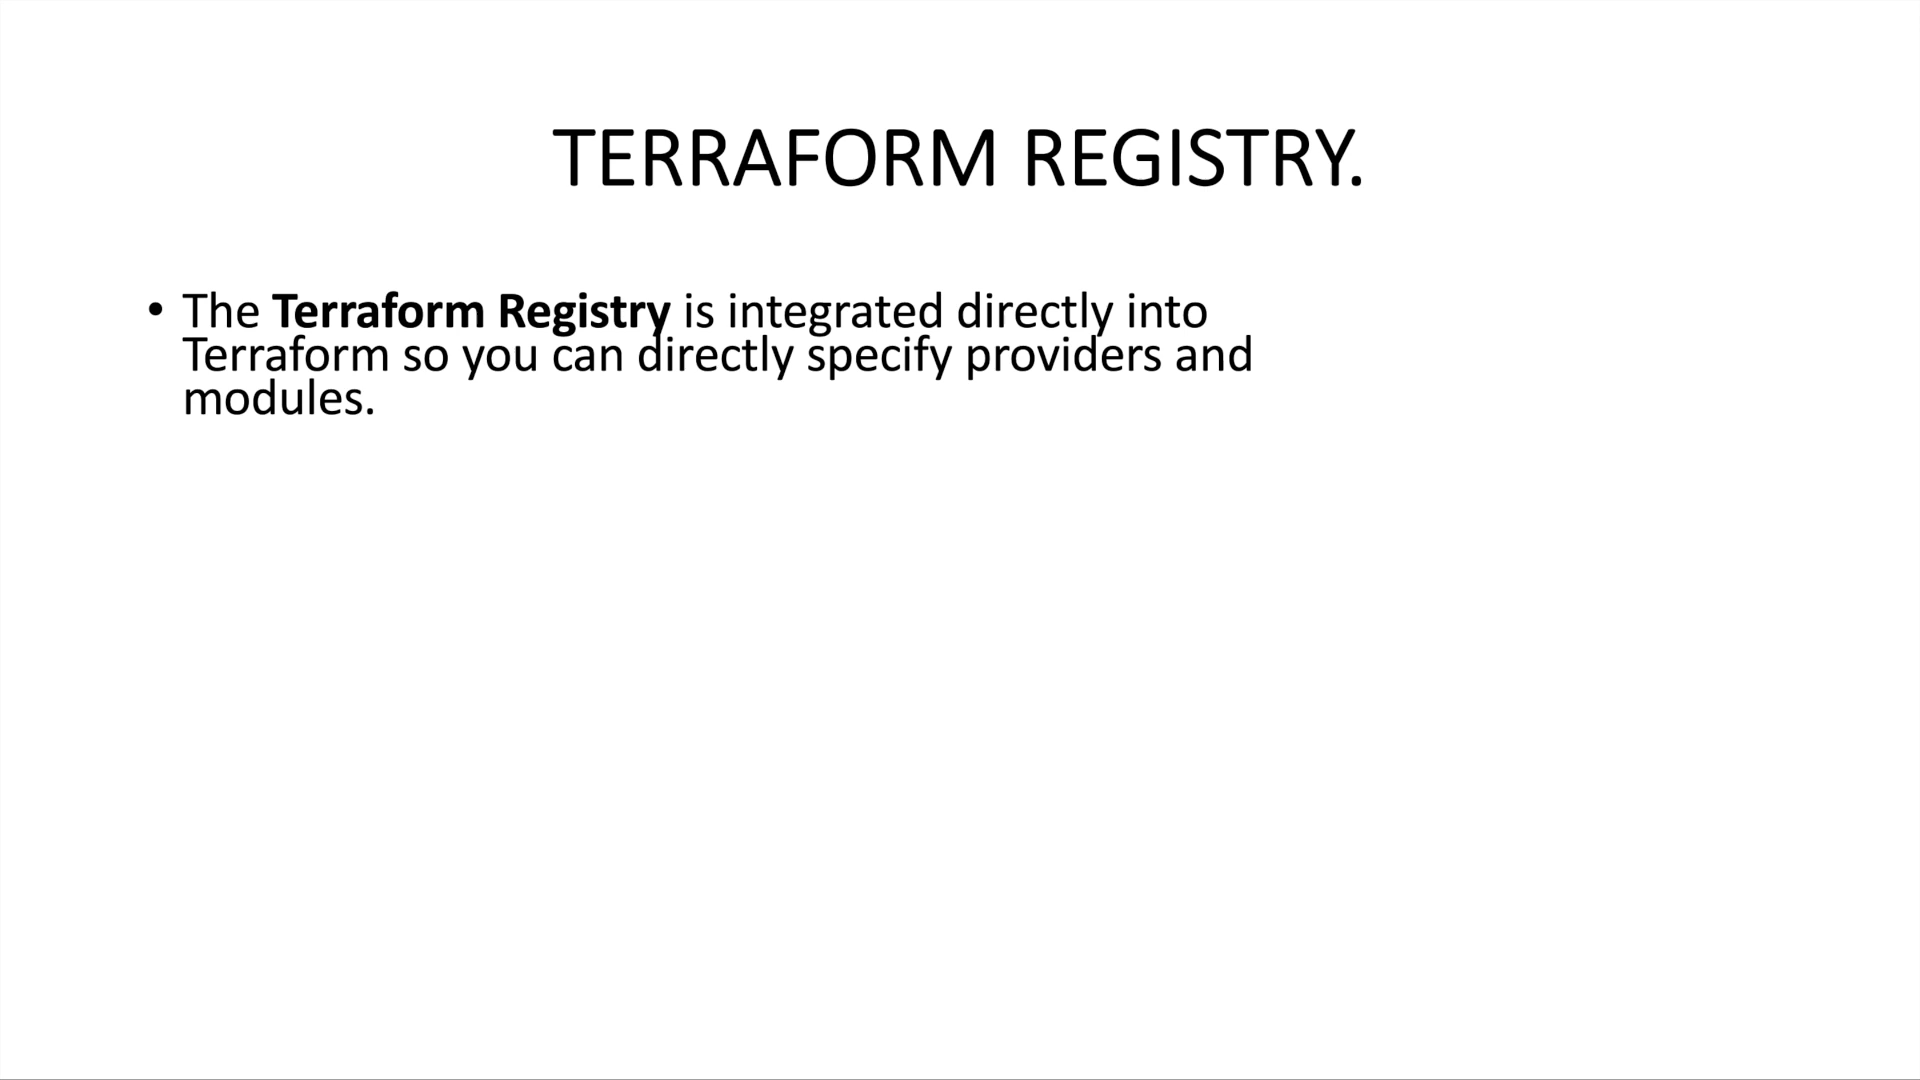 TERRAFORM REGISTRY.
• The Terraform Registry is integrated directly into
Terraform so you can directly specify providers and
modules.